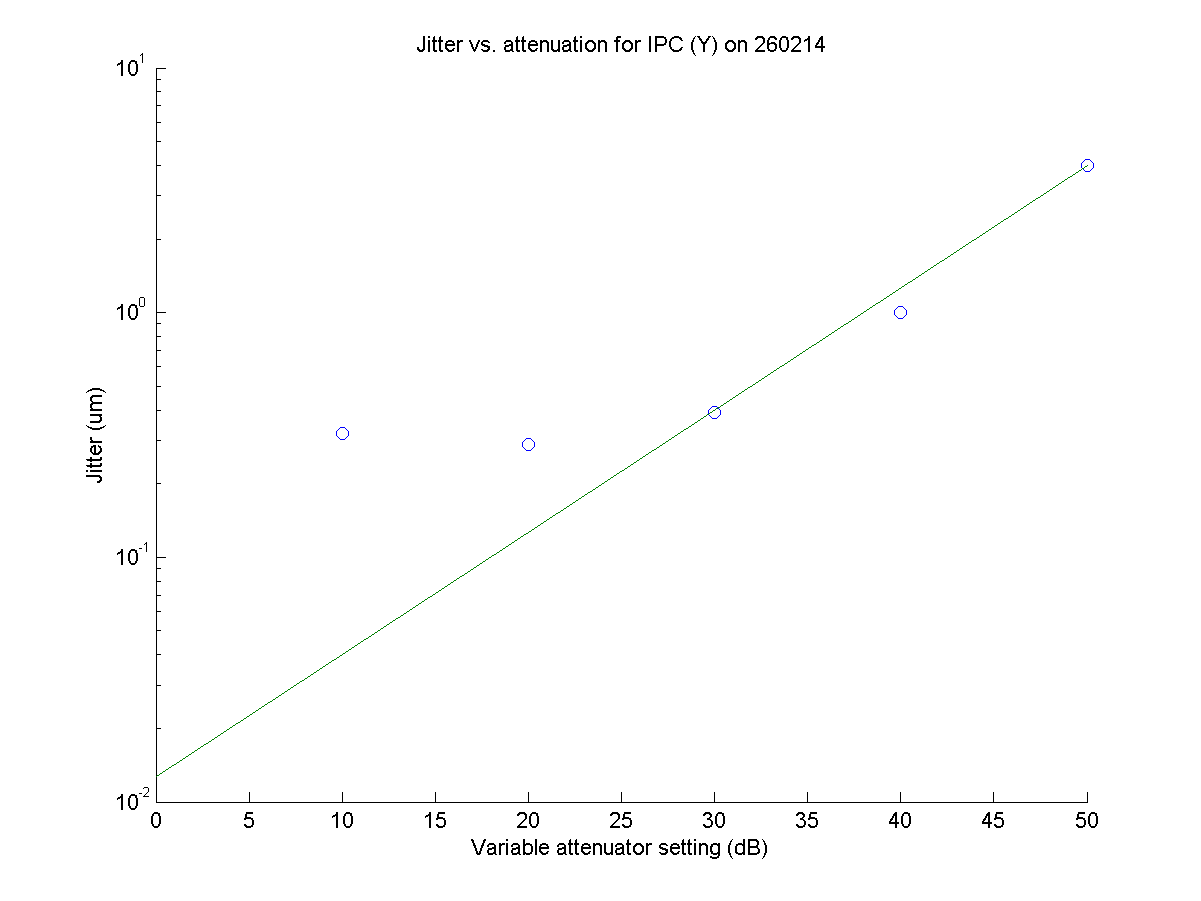 Jitter vs. attenuation for IPC (Y) on 260214
10^1
10^0
10^-1
10^-2
Jitter (um)
0 5 10 15 20 25 30 35 40 45 50
Variable attenuator setting (dB)